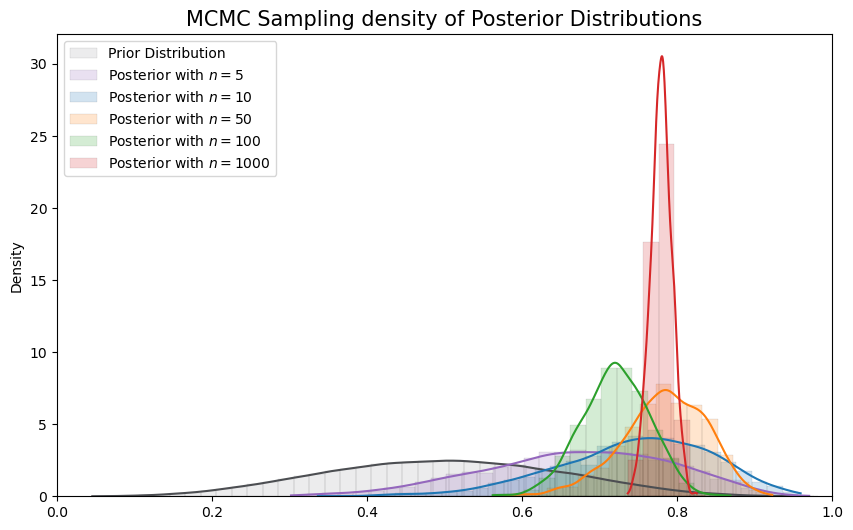 MCMC Sampling density of Posterior Distributions
Prior Distribution
Posterior with n = 5
Posterior with n = 10
Posterior with n = 50
Posterior with n = 100
Posterior with n = 1000
Density
30
25
20
15
10
5
0
0.0 0.2 0.4 0.6 0.8 1.0